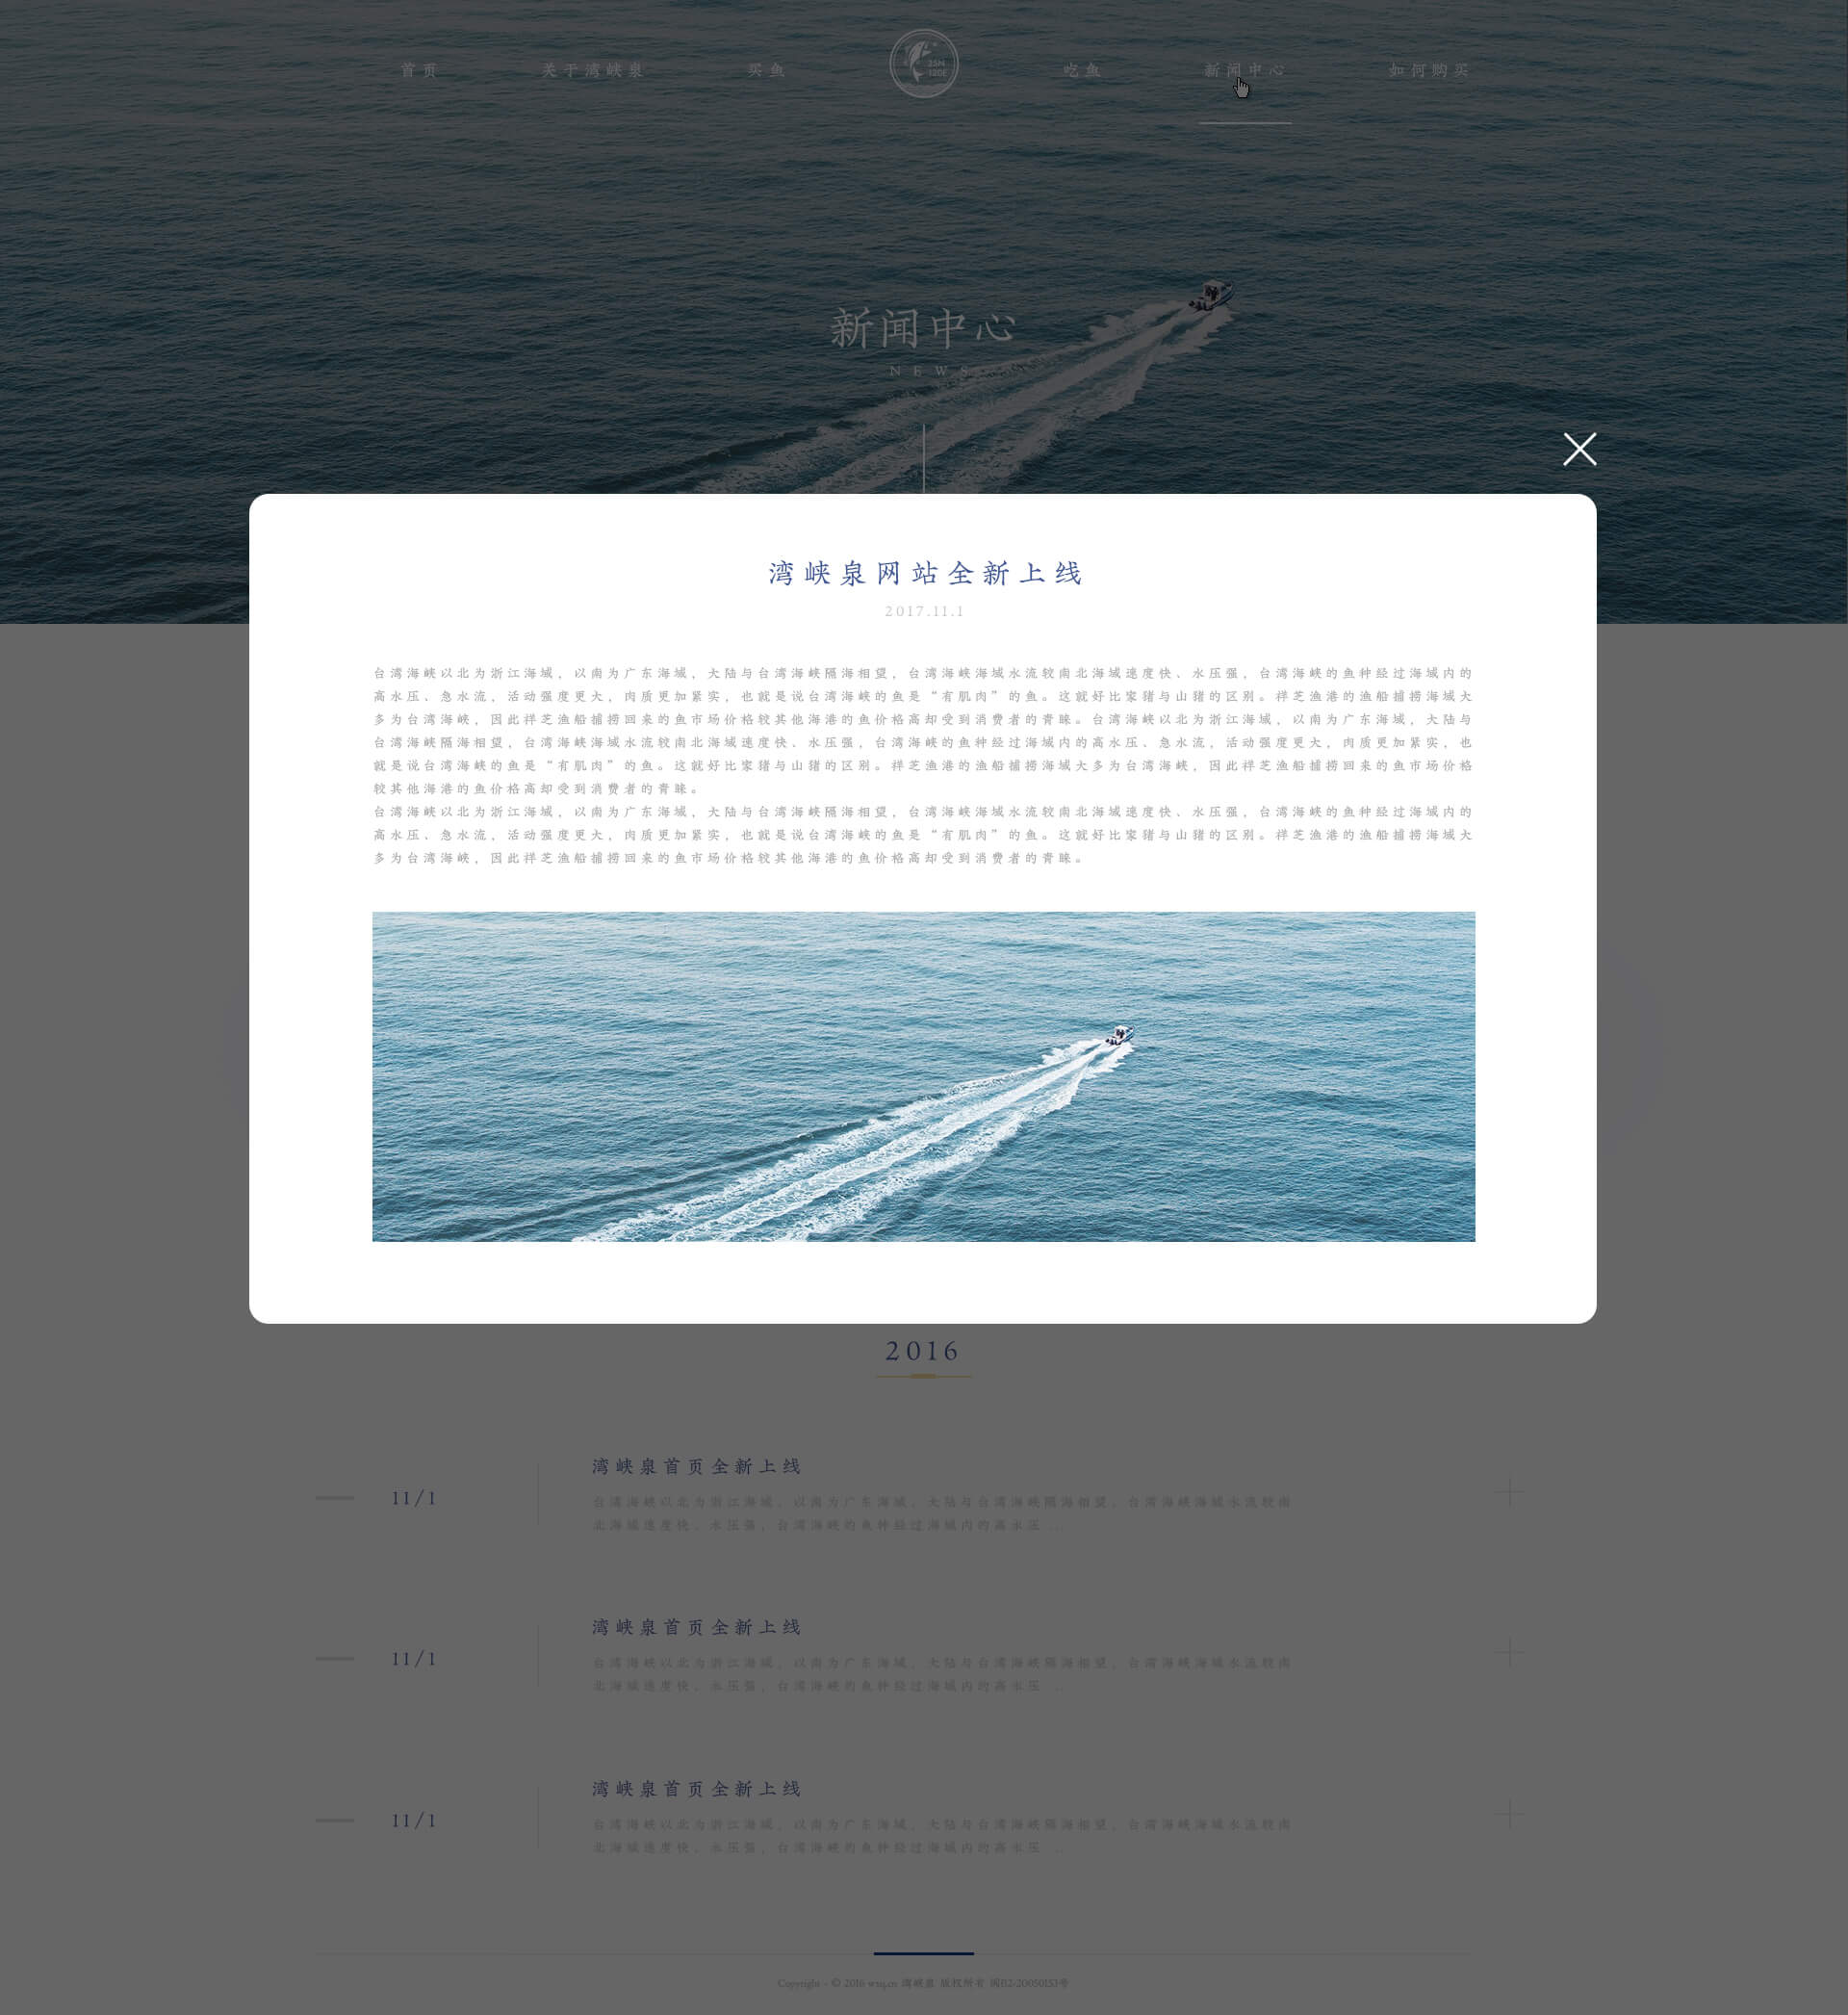 首页
关于湾峡泉
买鱼
25N
120E
吃鱼
新闻中心
如何购买
新闻中心
NEWS
湾峡泉网站全新上线
2017.11.1
台湾海峡以北为浙江海域，以南为广东海域，大陆与台湾海峡隔海相望，台湾海峡海域水流较南北海域速度快、水压强，台湾海峡的鱼种经过海域内的
高水压、急水流，活动强度更大，肉质更加紧实，也就是说台湾海峡的鱼是“有肌肉”的鱼。这就好比家猪与山猪的区别。祥芝渔港的渔船捕捞海域大
多为台湾海峡，因此祥芝渔船捕捞回来的鱼市场价格较其他海港的鱼价格高却受到消费者的青睐。台湾海峡以北为浙江海域，以南为广东海域，大陆与
台湾海峡隔海相望，台湾海峡海域水流较南北海域速度快、水压强，台湾海峡的鱼种经过海域内的高水压、急水流，活动强度更大，肉质更加紧实，也
就是说台湾海峡的鱼是“有肌肉”的鱼。这就好比家猪与山猪的区别。祥芝渔港的渔船捕捞海域大多为台湾海峡，因此祥芝渔船捕捞回来的鱼市场价格
较其他海港的鱼价格高却受到消费者的青睐。
台湾海峡以北为浙江海域，以南为广东海域，大陆与台湾海峡隔海相望，台湾海峡海域水流较南北海域速度快、水压强，台湾海峡的鱼种经过海域内的
高水压、急水流，活动强度更大，肉质更加紧实，也就是说台湾海峡的鱼是“有肌肉”的鱼。这就好比家猪与山猪的区别。祥芝渔港的渔船捕捞海域大
多为台湾海峡，因此祥芝渔船捕捞回来的鱼市场价格较其他海港的鱼价格高却受到消费者的青睐。
2016
11/1
湾峡泉首页全新上线
台湾海峡以北为浙江海域，以南为广东海域，大陆与台湾海峡隔海相望，台湾海峡海域水流较南
北海域速度快、水压强，台湾海峡的鱼种经过海域内的高水压 ...
11/1
湾峡泉首页全新上线
台湾海峡以北为浙江海域，以南为广东海域，大陆与台湾海峡隔海相望，台湾海峡海域水流较南
北海域速度快、水压强，台湾海峡的鱼种经过海域内的高水压 ...
11/1
湾峡泉首页全新上线
台湾海峡以北为浙江海域，以南为广东海域，大陆与台湾海峡隔海相望，台湾海峡海域水流较南
北海域速度快、水压强，台湾海峡的鱼种经过海域内的高水压 ...
Copyright - © 2016 湾峡泉 版权所有